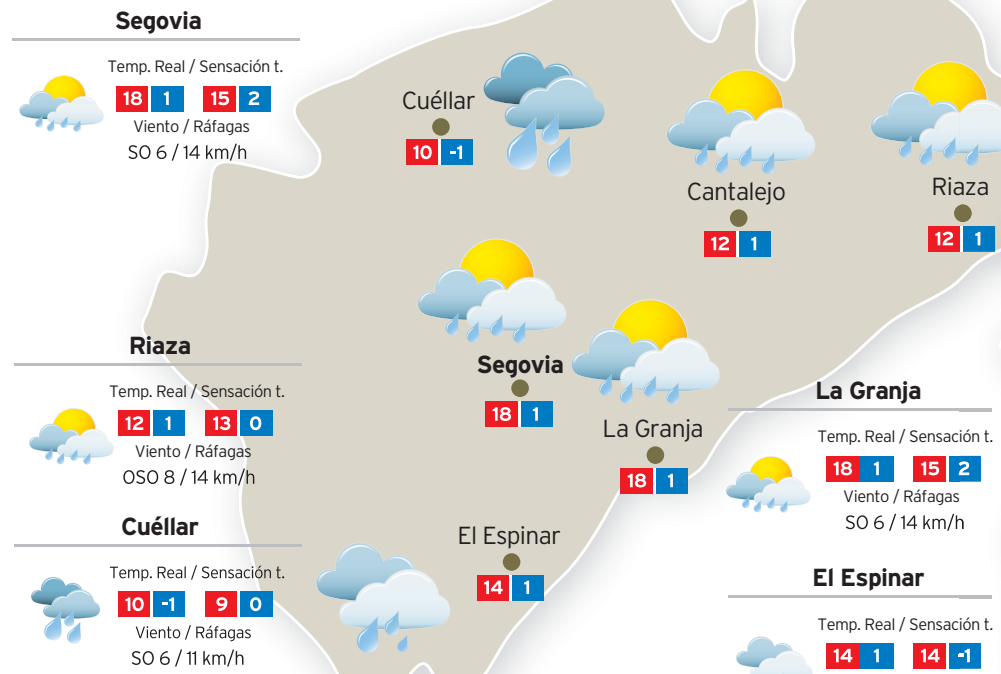 Segovia
Temp. Real / Sensación t.
18 1 15 2
Viento / Ráfagas
SO 6 / 14 km/h
Cuéllar
10 -1
Cantalejo
12 1
Riaza
12 1
Segovia
18 1
La Granja
18 1
El Espinar
14 1
Riaza
Temp. Real / Sensación t.
12 1 13 0
Viento / Ráfagas
OSO 8 / 14 km/h
Cuéllar
Temp. Real / Sensación t.
10 -1 9 0
Viento / Ráfagas
SO 6 / 11 km/h
La Granja
Temp. Real / Sensación t.
18 1 15 2
Viento / Ráfagas
SO 6 / 14 km/h
El Espinar
Temp. Real / Sensación t.
14 1 14 -1